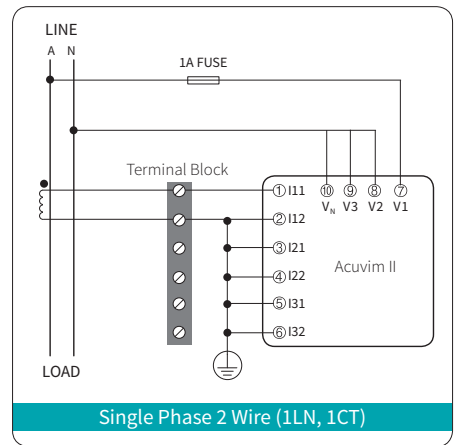 LINE
A N
1A FUSE
Terminal Block
① I11 ⑩ ⑨ ⑧ ⑦
VN V3 V2 V1
② I12
③ I21
Acuvim II
④ I22
⑤ I31
⑥ I32
LOAD
Single Phase 2 Wire (1LN, 1CT)